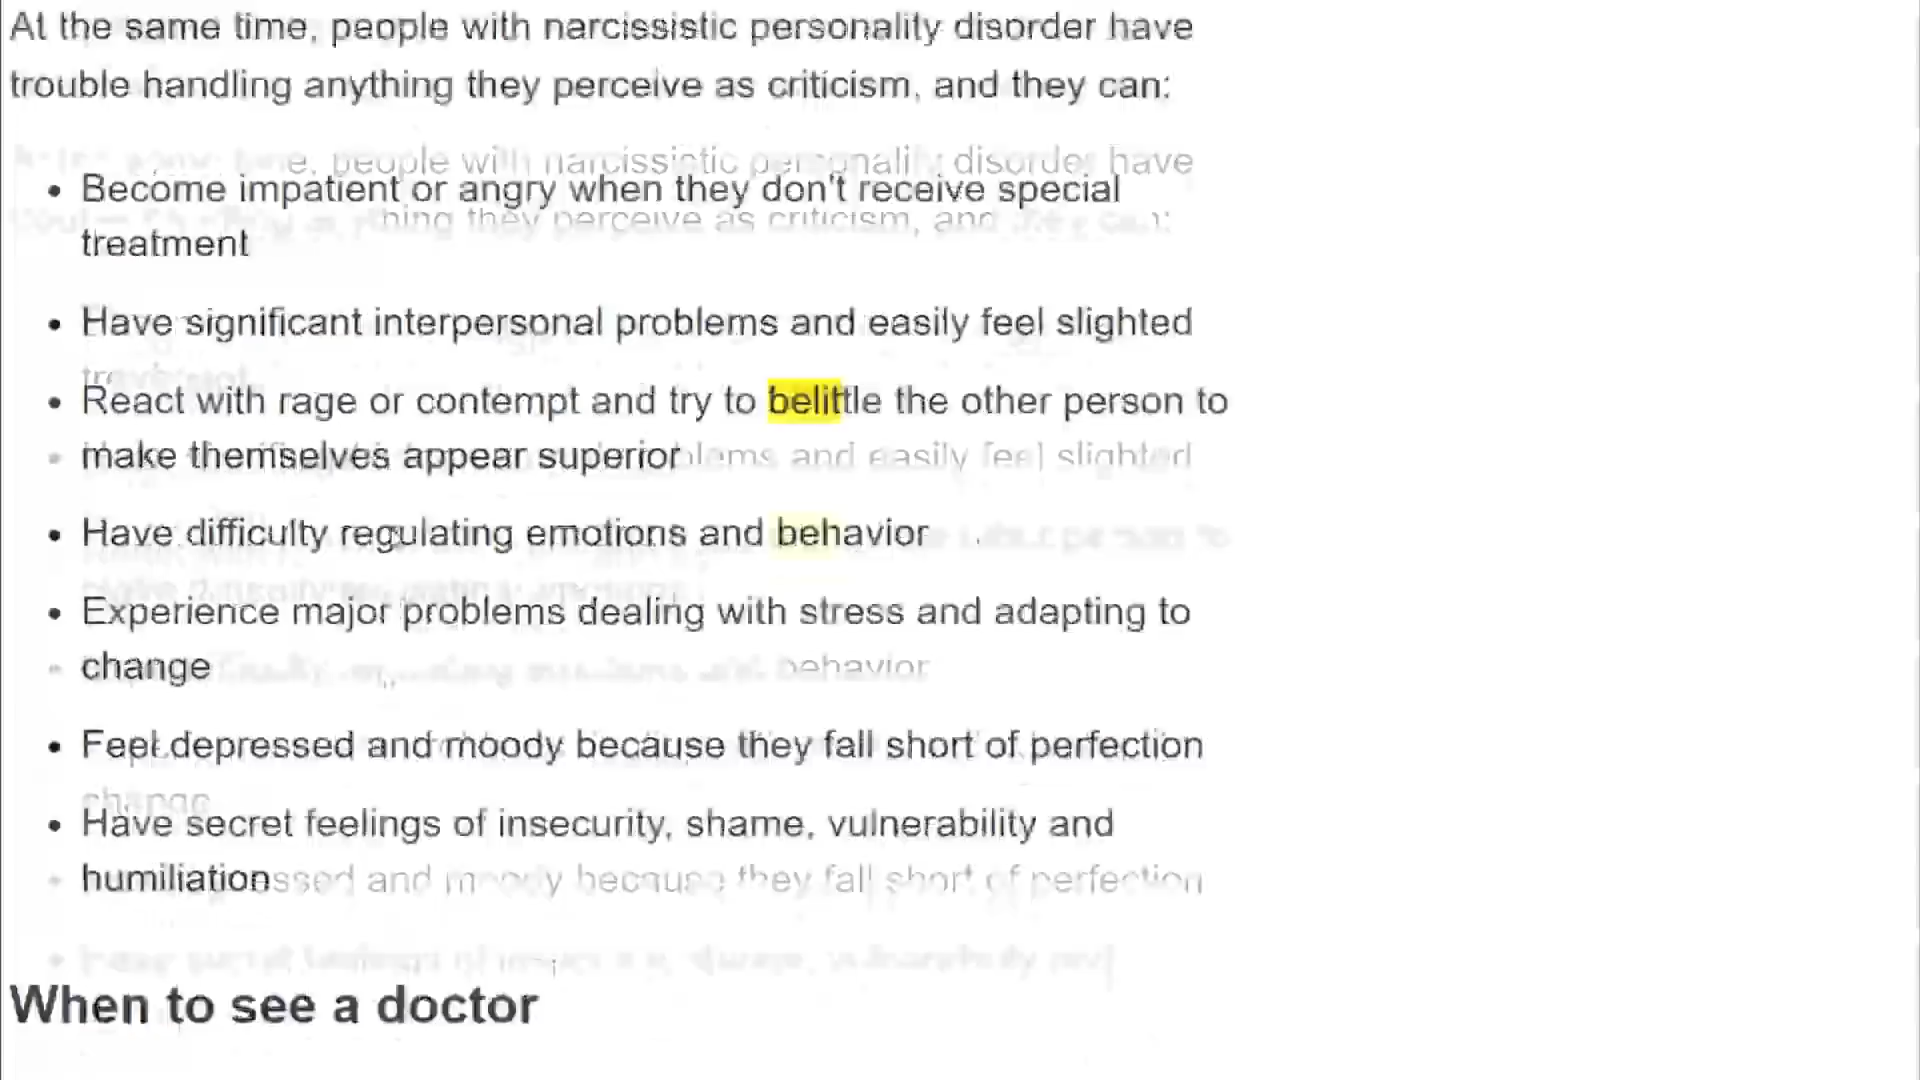 At the same time, people with narcissistic personality disorder have
trouble handling anything they perceive as criticism, and they can:
• Become impatient or angry when they don't receive special
treatment
• Have significant interpersonal problems and easily feel slighted
• React with rage or contempt and try to belittle the other person to
make themselves appear superior
• Have difficulty regulating emotions and behavior
• Experience major problems dealing with stress and adapting to
change
• Feel depressed and moody because they fall short of perfection
• Have secret feelings of insecurity, shame, vulnerability and
humiliation
When to see a doctor